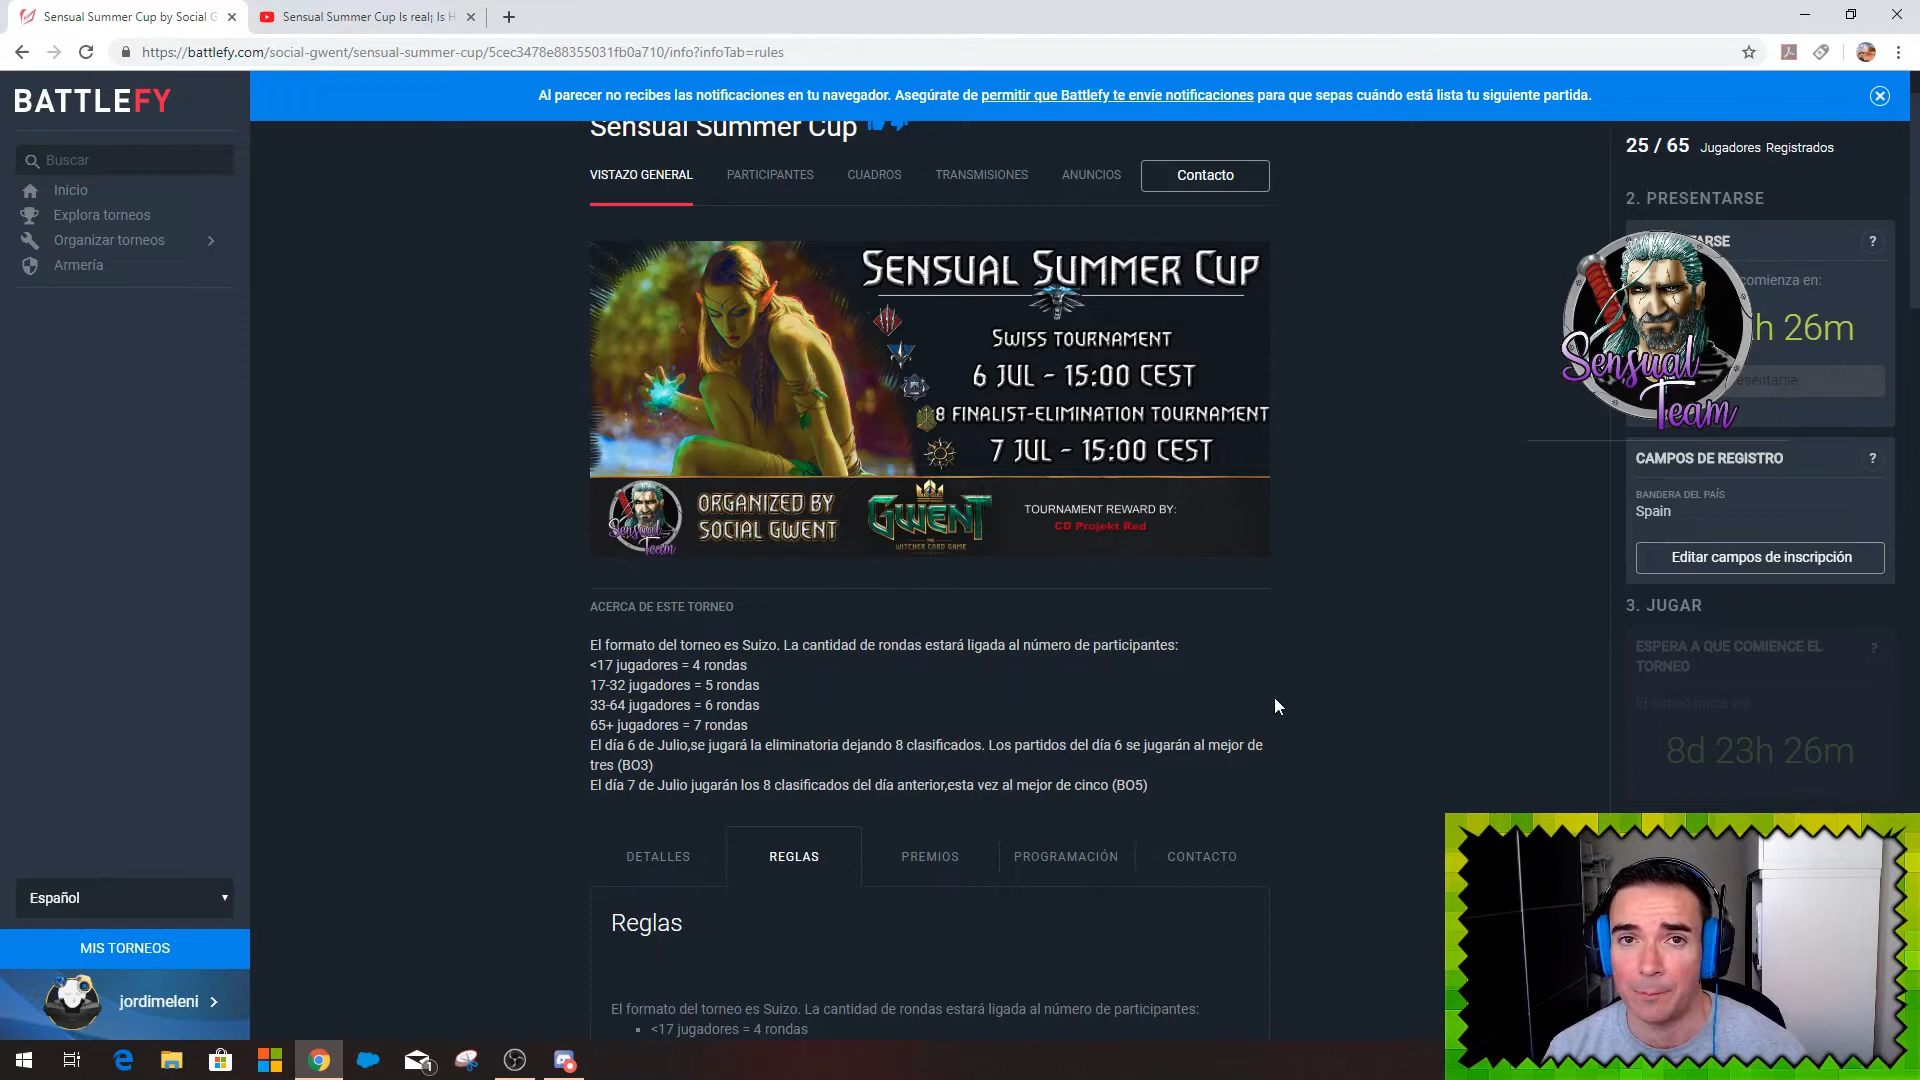 Sensual Summer Cup by Social G
Sensual Summer Cup Is real; Is H
https://battlefy.com/social-gwent/sensual-summer-cup/5cec3478e88355031fb0a710/info?infoTab=rules
BATTLEFY
Al parecer no recibes las notificaciones en tu navegador. Asegúrate de permitir que Battlefy te envíe notificaciones para que sepas cuándo está lista tu siguiente partida.
Buscar
Inicio
Explora torneos
Organizar torneos
Armería
Español
MIS TORNEOS
jordimeleni
Sensual Summer Cup
VISTAZO GENERAL
PARTICIPANTES
CUADROS
TRANSMISIONES
ANUNCIOS
Contacto
SENSUAL SUMMER CUP
SWISS TOURNAMENT
6 JUL - 15:00 CEST
8 FINALIST-ELIMINATION TOURNAMENT
7 JUL - 15:00 CEST
Sensual Team
ORGANIZED BY
SOCIAL GWENT
GWENT
THE WITCHER CARD GAME
TOURNAMENT REWARD BY:
CD Projekt Red
ACERCA DE ESTE TORNEO
El formato del torneo es Suizo. La cantidad de rondas estará ligada al número de participantes:
<17 jugadores = 4 rondas
17-32 jugadores = 5 rondas
33-64 jugadores = 6 rondas
65+ jugadores = 7 rondas
El día 6 de Julio,se jugará la eliminatoria dejando 8 clasificados. Los partidos del día 6 se jugarán al mejor de
tres (BO3)
El día 7 de Julio jugarán los 8 clasificados del día anterior,esta vez al mejor de cinco (BO5)
DETALLES
REGLAS
PREMIOS
PROGRAMACIÓN
CONTACTO
Reglas
El formato del torneo es Suizo. La cantidad de rondas estará ligada al número de participantes:
<17 jugadores = 4 rondas
25 / 65 Jugadores Registrados
2. PRESENTARSE
?
comienza en:
h 26m
Sensual
Team
CAMPOS DE REGISTRO
?
BANDERA DEL PAÍS
Spain
Editar campos de inscripción
3. JUGAR
ESPERA A QUE COMIENCE EL
TORNEO
?
8d 23h 26m
1